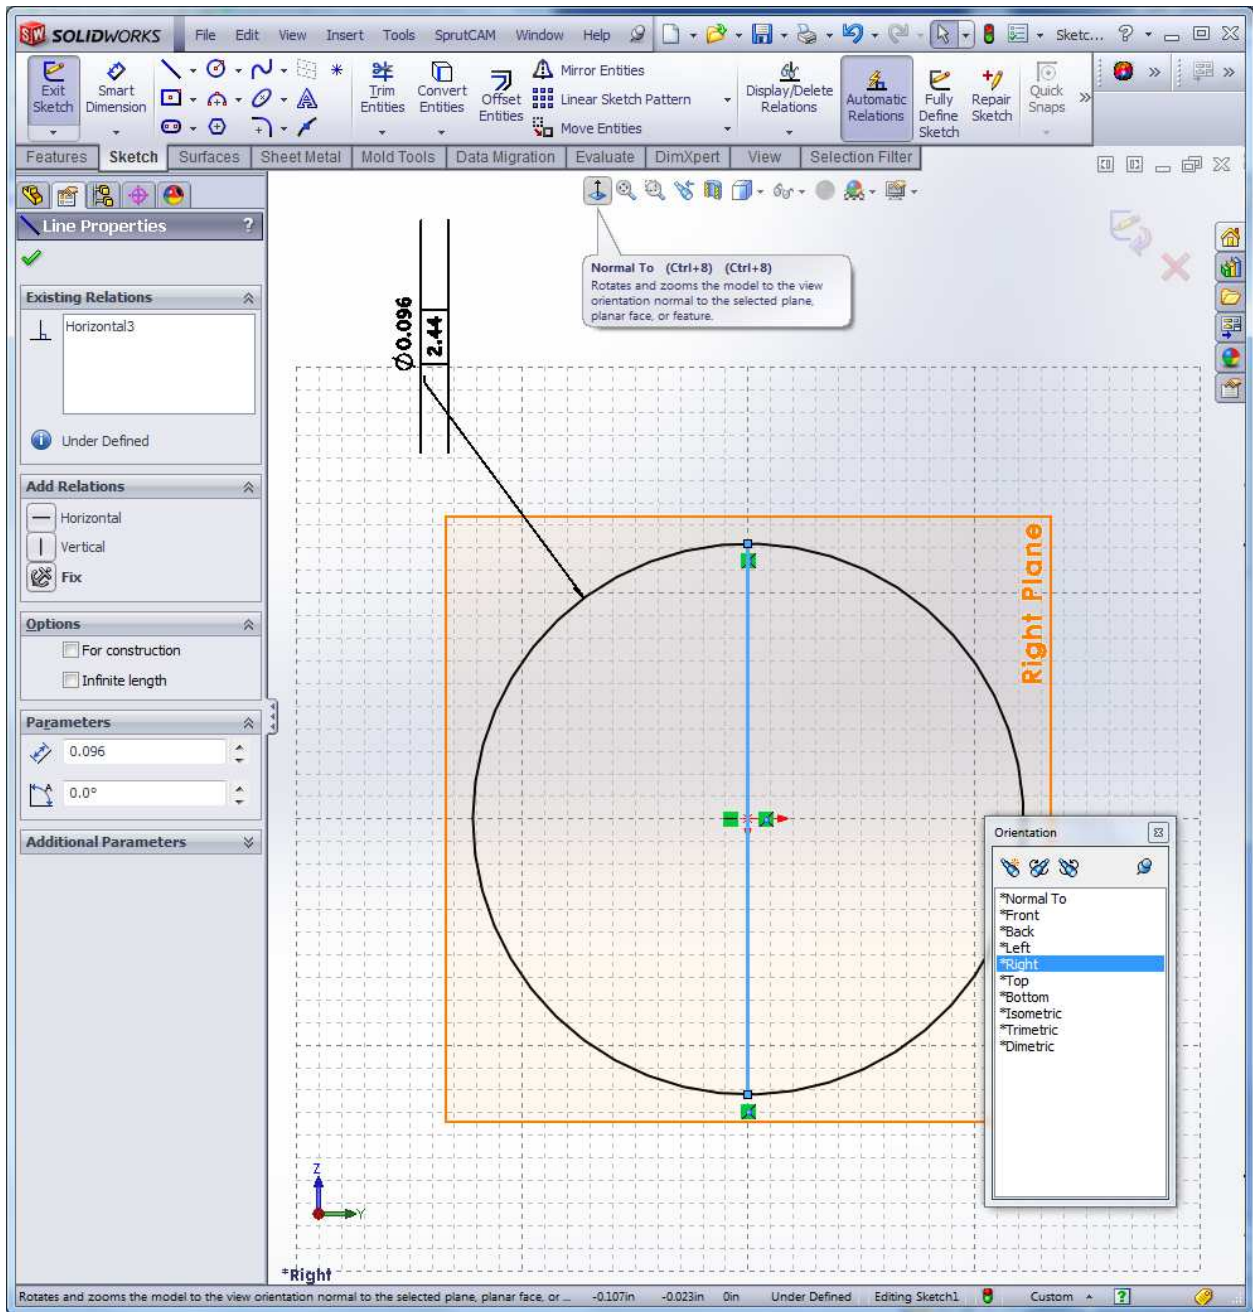 SOLIDWORKS File Edit View Insert Tools SprutCAM Window Help Sketc... ?
Exit Sketch
Smart Dimension
Trim Entities
Convert Entities
Offset Entities
Mirror Entities
Linear Sketch Pattern
Move Entities
Display/Delete Relations
Automatic Relations
Fully Define Sketch
Repair Sketch
Quick Snaps
Features Sketch Surfaces Sheet Metal Mold Tools Data Migration Evaluate DimXpert View Selection Filter
Line Properties ?
Existing Relations
Horizontal3
Under Defined
Add Relations
Horizontal
Vertical
Fix
Options
For construction
Infinite length
Parameters
0.096
0.0°
Additional Parameters
Normal To (Ctrl+8) (Ctrl+8)
Rotates and zooms the model to the view
orientation normal to the selected plane,
planar face, or feature.
Ø0.096
2.44
Right Plane
Orientation
*Normal To
*Front
*Back
*Left
*Right
*Top
*Bottom
*Isometric
*Trimetric
*Dimetric
Z
Y
*Right
Rotates and zooms the model to the view orientation normal to the selected plane, planar face, or ... -0.107in -0.023in 0in Under Defined Editing Sketch1 Custom ?